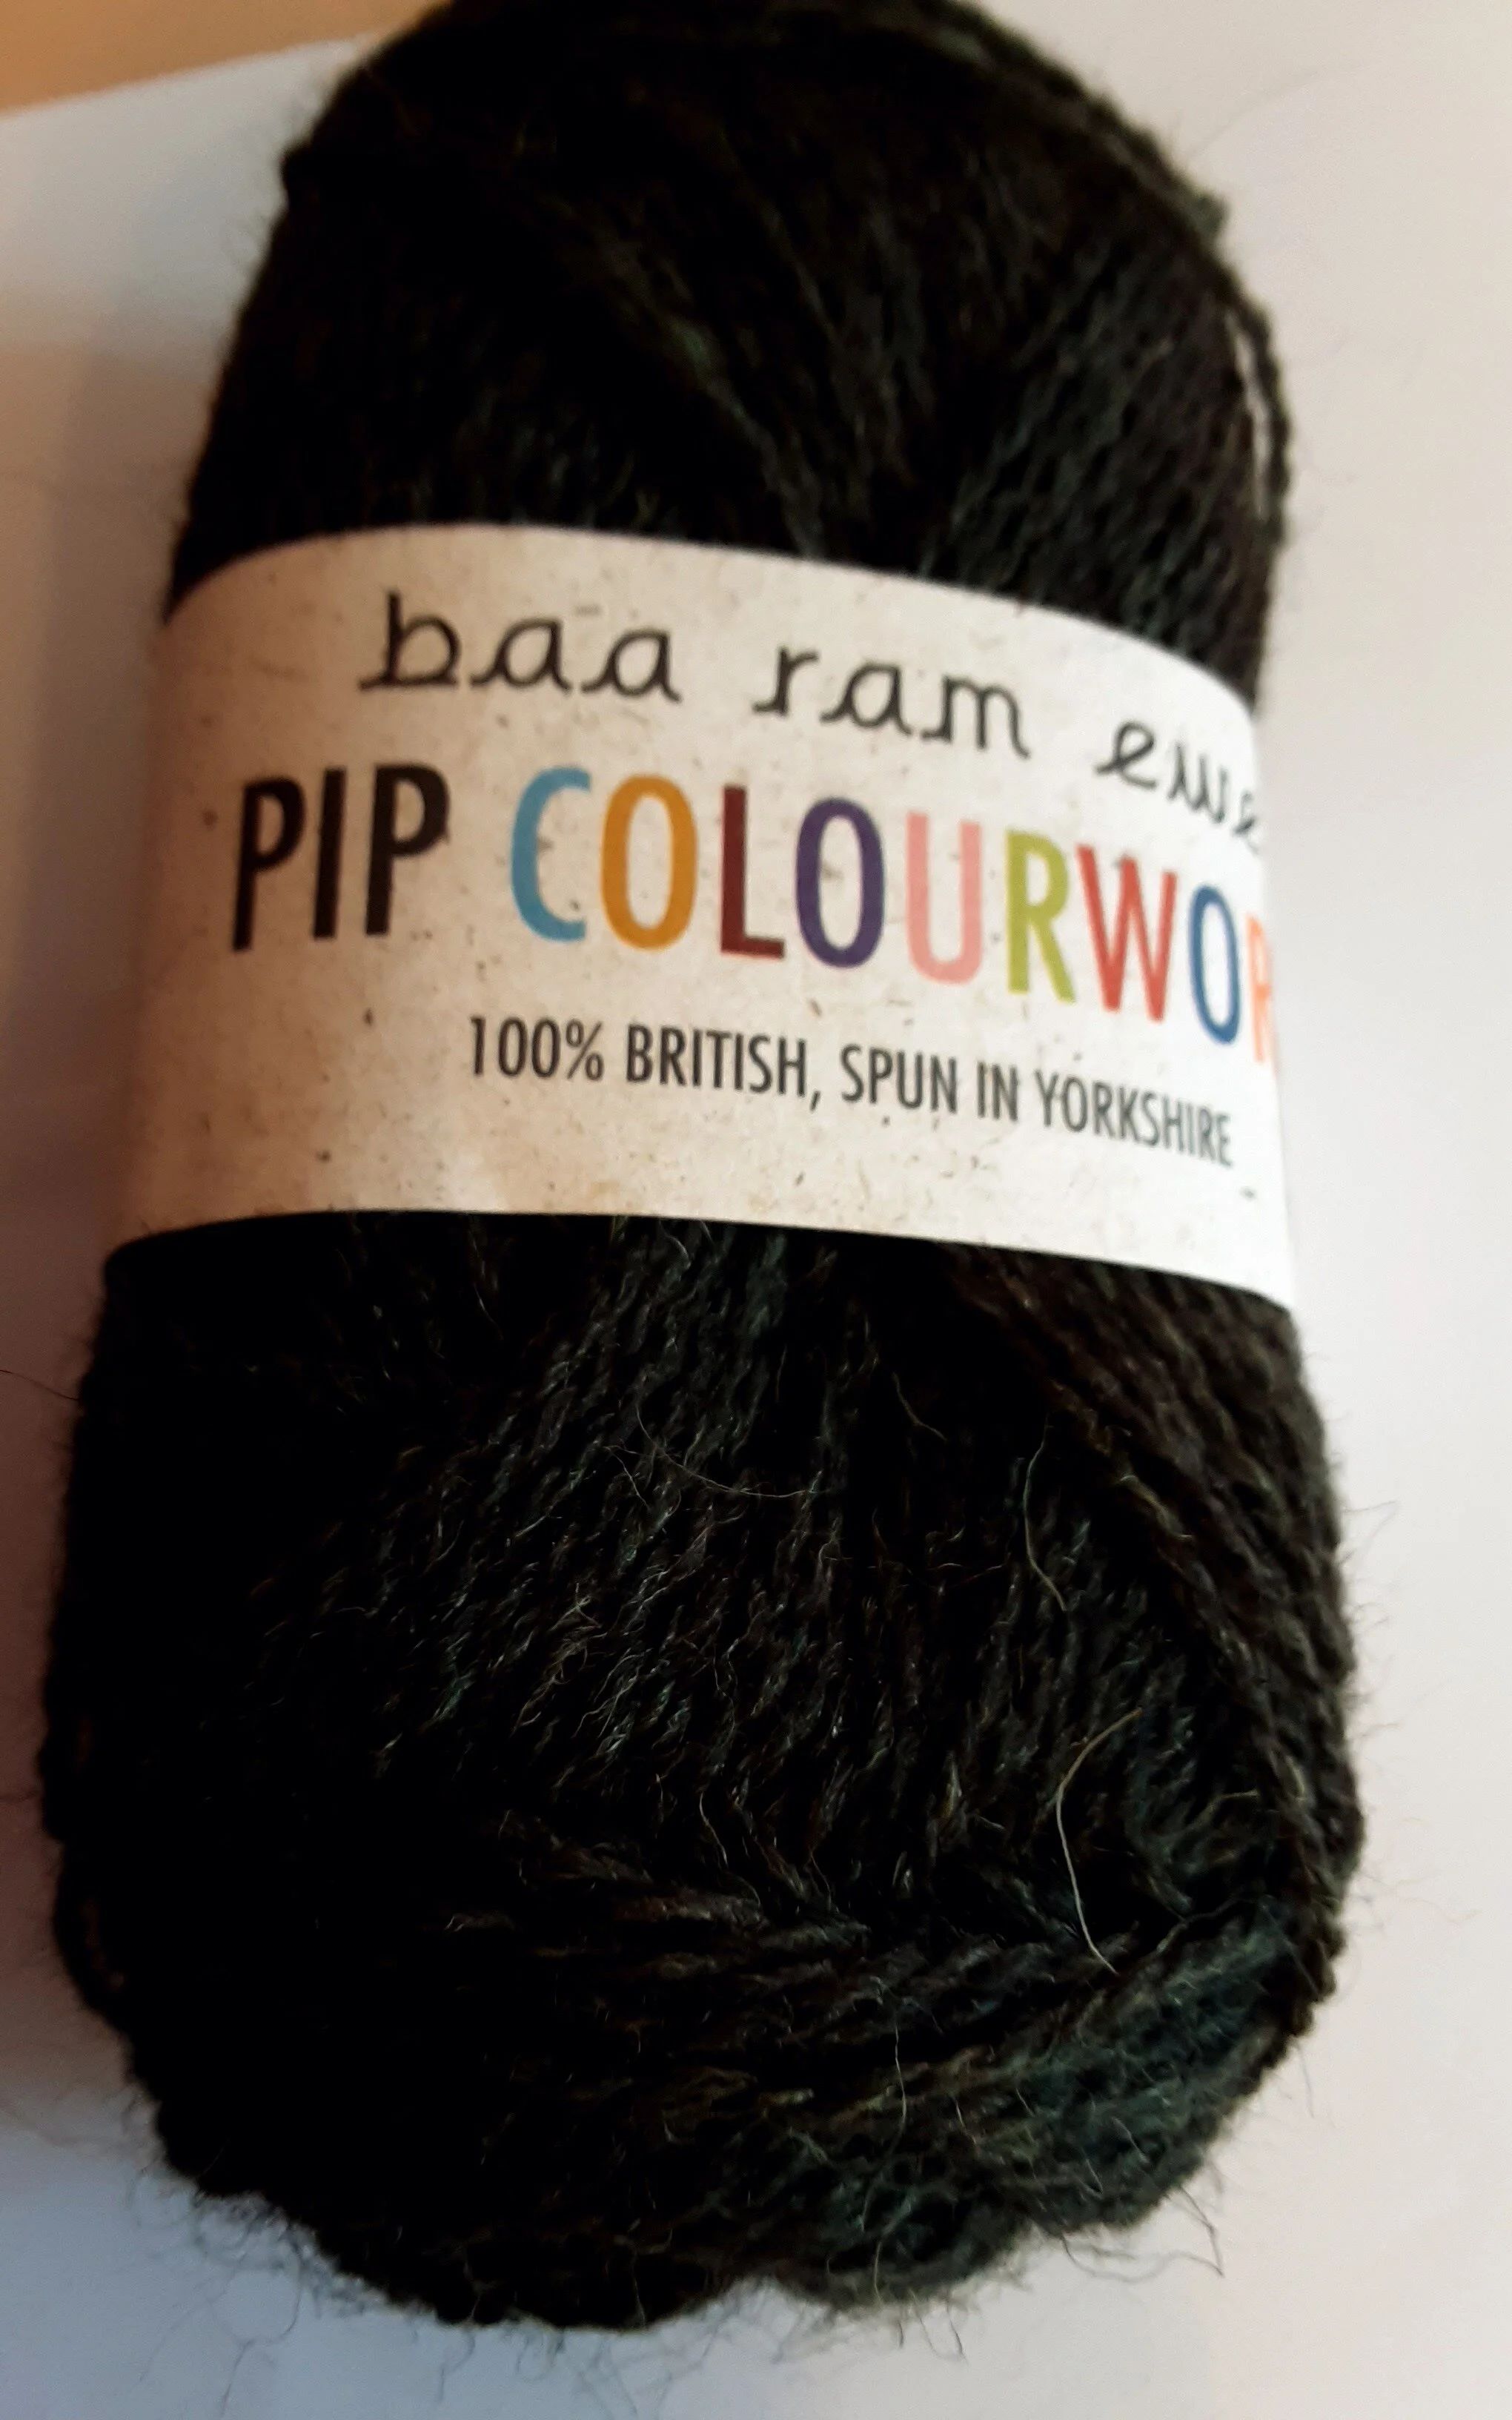 baa ram ewe
PIP COLOURWOR
100% BRITISH, SPUN IN YORKSHIRE